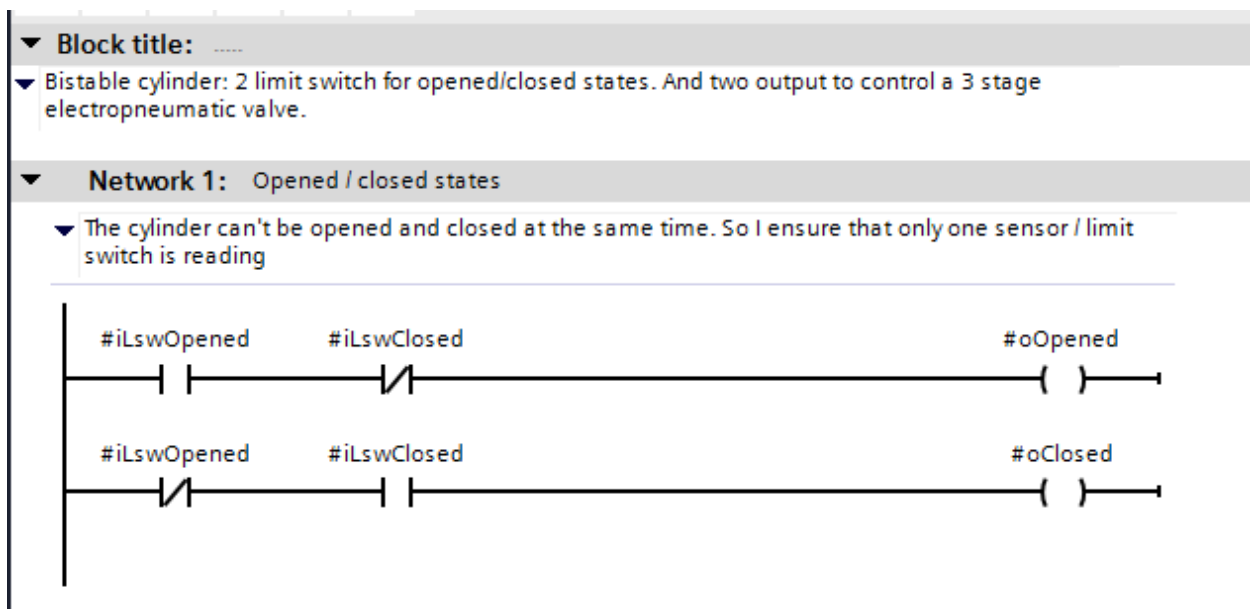 Block title: .....
Bistable cylinder: 2 limit switch for opened/closed states. And two output to control a 3 stage
electropneumatic valve.
Network 1: Opened / closed states
The cylinder can't be opened and closed at the same time. So I ensure that only one sensor / limit
switch is reading
#iLswOpened #iLswClosed #oOpened
#iLswOpened #iLswClosed #oClosed